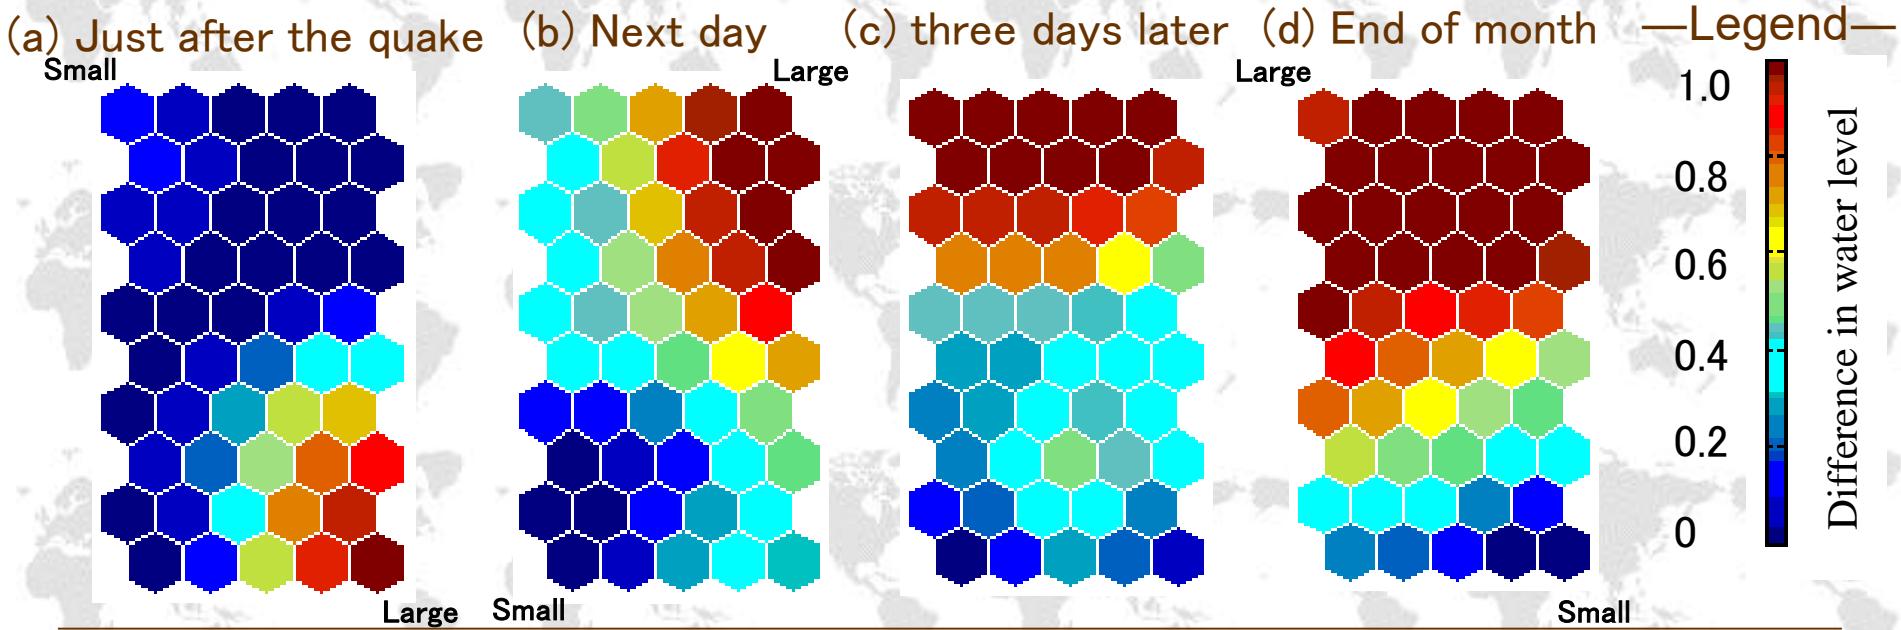 (a) Just after the quake
(b) Next day
(c) three days later
(d) End of month
—Legend—
Small
Large
Large
1.0
0.8
0.6
0.4
0.2
0
Difference in water level
Large
Small
Small